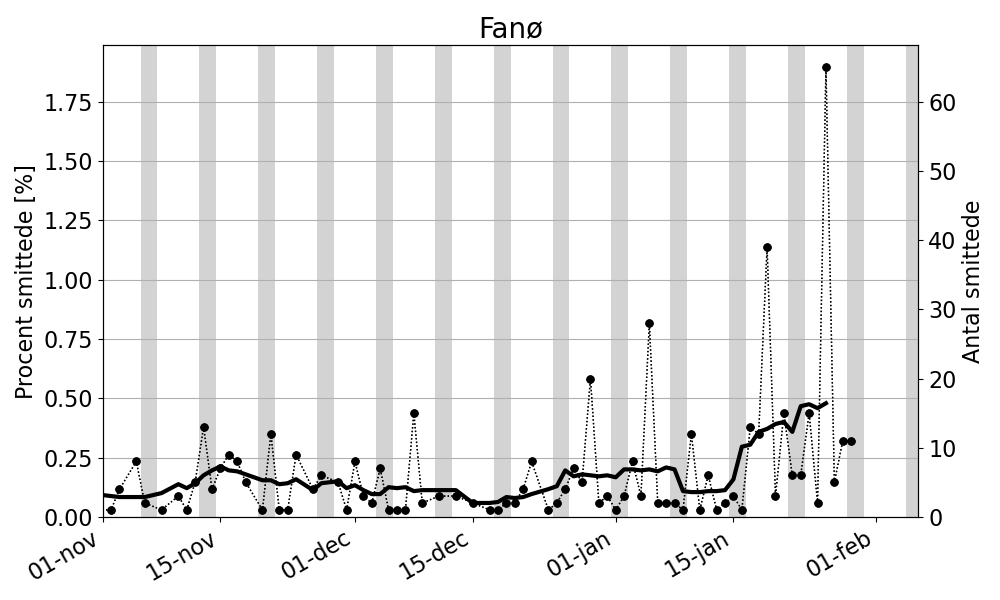 Fanø
Procent smittede [%]
1.75
1.50
1.25
1.00
0.75
0.50
0.25
0.00
60
50
40
30
20
10
0
Antal smittede
01-nov
15-nov
01-dec
15-dec
01-jan
15-jan
01-feb